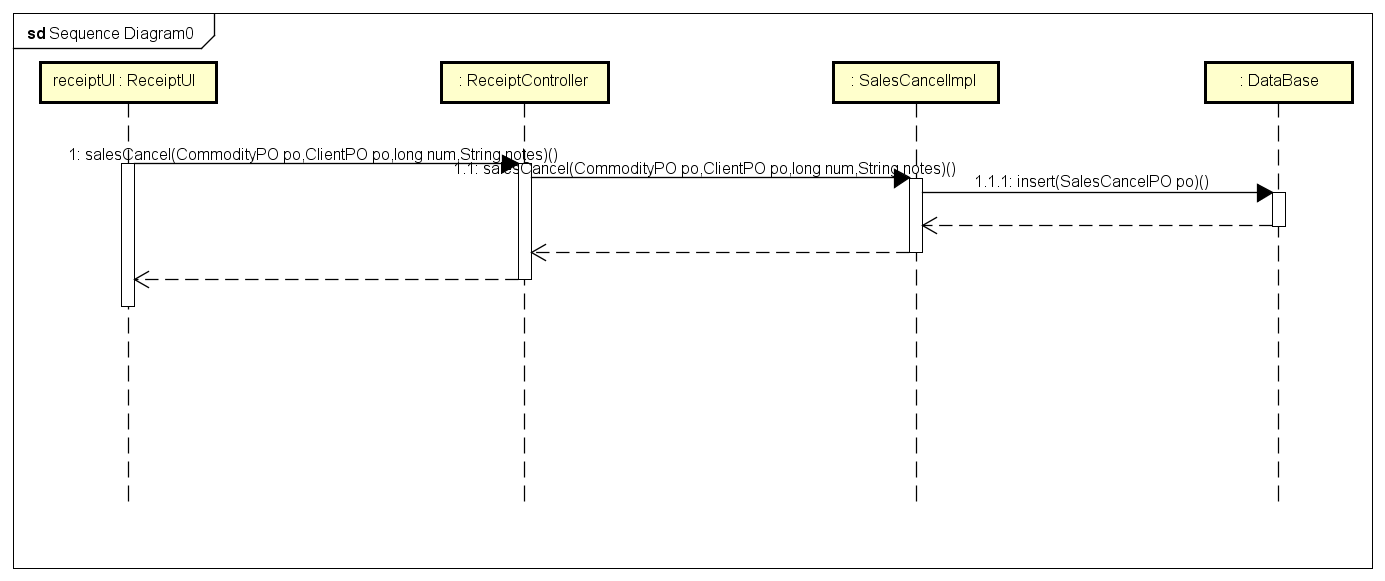 sd Sequence Diagram0
receiptUI : ReceiptUI
: ReceiptController
: SalesCancelImpl
: DataBase
1: salesCancel(CommodityPO po,ClientPO po,long num,String notes)()
1.1: salesCancel(CommodityPO po,ClientPO po,long num,String notes)()
1.1.1: insert(SalesCancelPO po)()